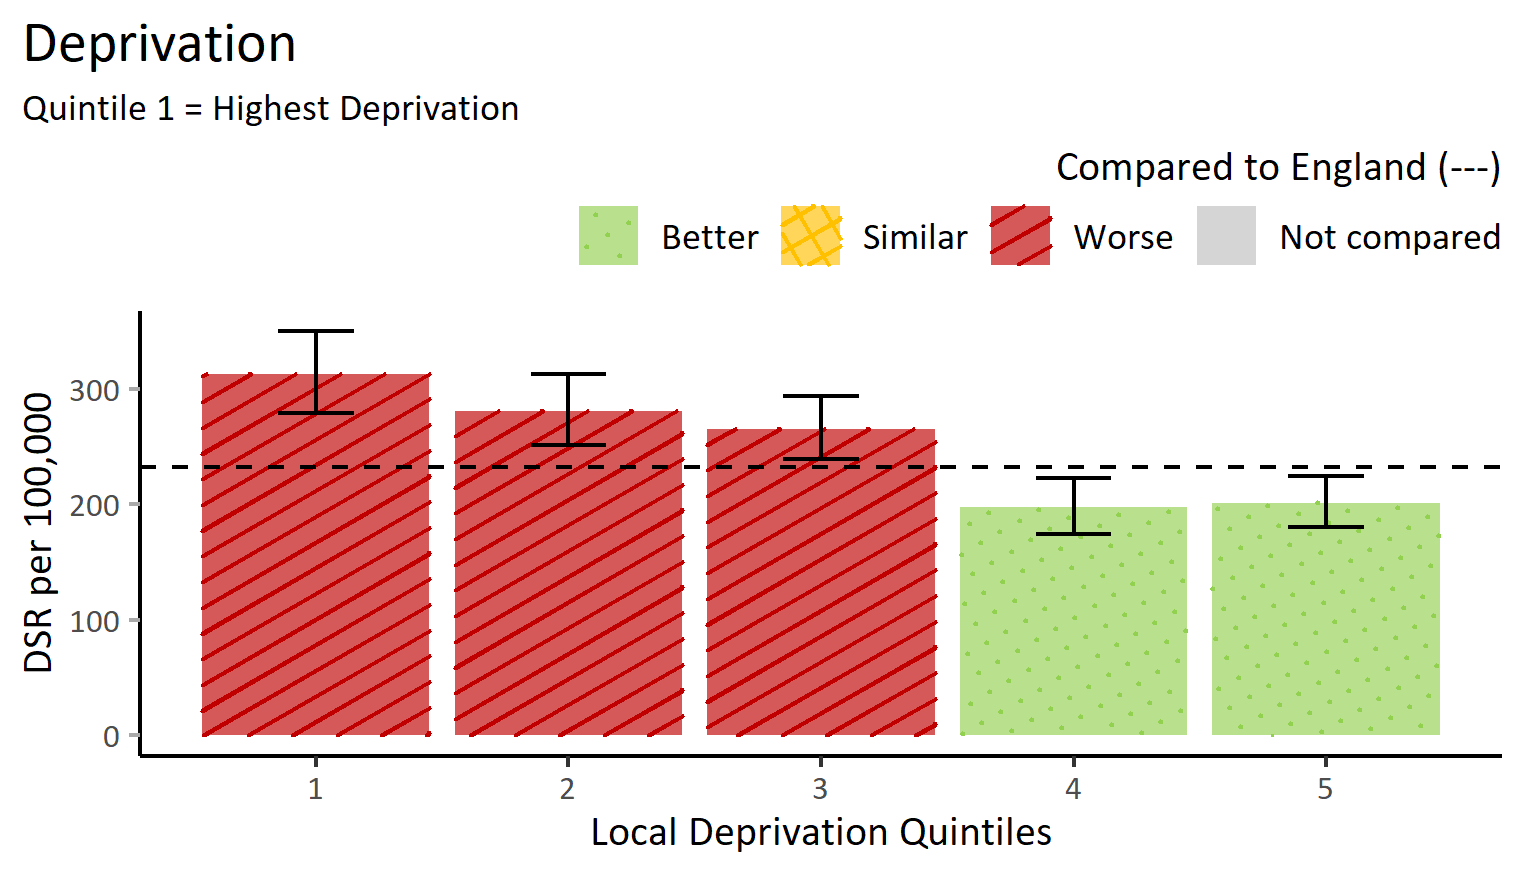 Deprivation
Quintile 1 = Highest Deprivation
Compared to England (---)
Better Similar Worse Not compared
DSR per 100,000
300
200
100
0
1 2 3 4 5
Local Deprivation Quintiles